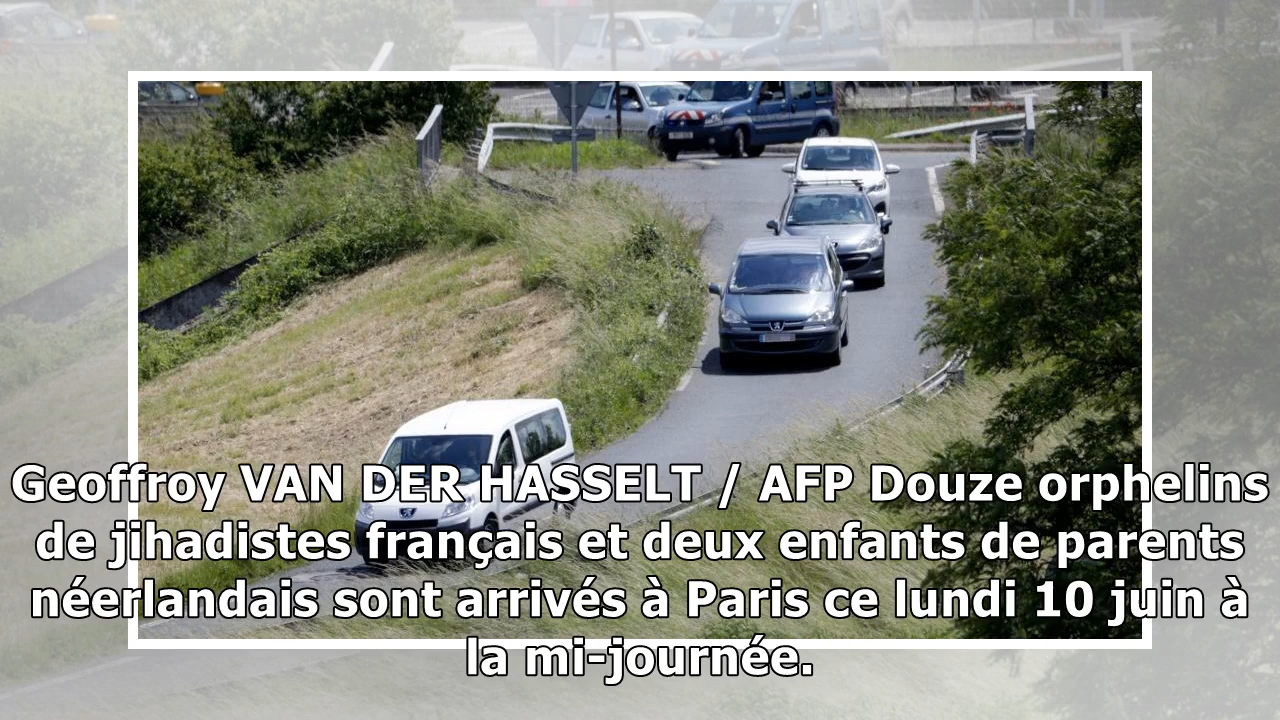 Geoffroy VAN DER HASSELT / AFP Douze orphelins
de jihadistes français et deux enfants de parents
néerlandais sont arrivés à Paris ce lundi 10 juin à
la mi-journée.